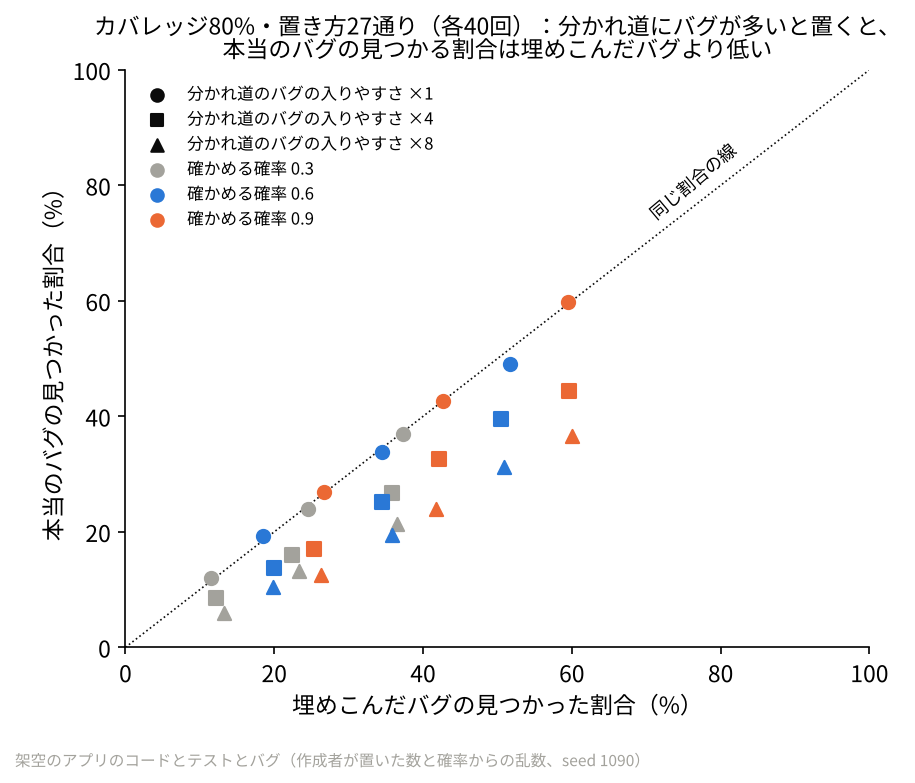 カバレッジ80%・置き方27通り（各40回）：分かれ道にバグが多いと置くと、
本当のバグの見つかる割合は埋めこんだバグより低い
本当のバグの見つかった割合（%）
100
80
60
40
20
0
分かれ道のバグの入りやすさ ×1
分かれ道のバグの入りやすさ ×4
分かれ道のバグの入りやすさ ×8
確かめる確率 0.3
確かめる確率 0.6
確かめる確率 0.9
同じ割合の線
0 20 40 60 80 100
埋めこんだバグの見つかった割合（%）
架空のアプリのコードとテストとバグ（作成者が置いた数と確率からの乱数、seed 1090）